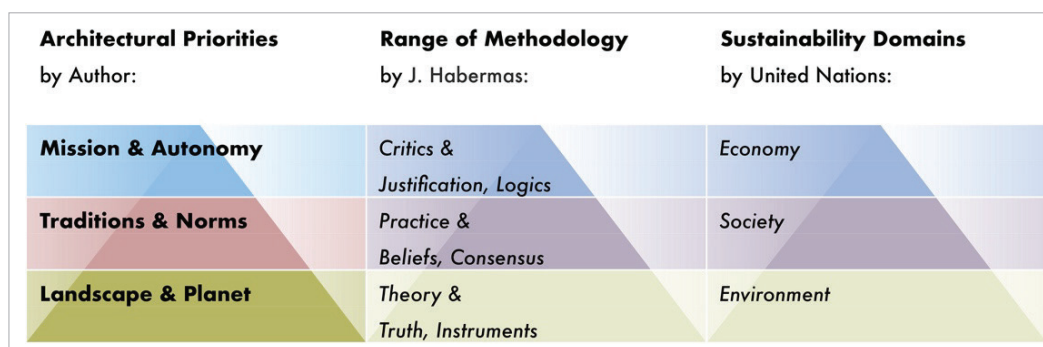 Architectural Priorities
by Author:
Range of Methodology
by J. Habermas:
Sustainability Domains
by United Nations:
Mission & Autonomy
Critics &
Justification, Logics
Economy
Traditions & Norms
Practice &
Beliefs, Consensus
Society
Landscape & Planet
Theory &
Truth, Instruments
Environment